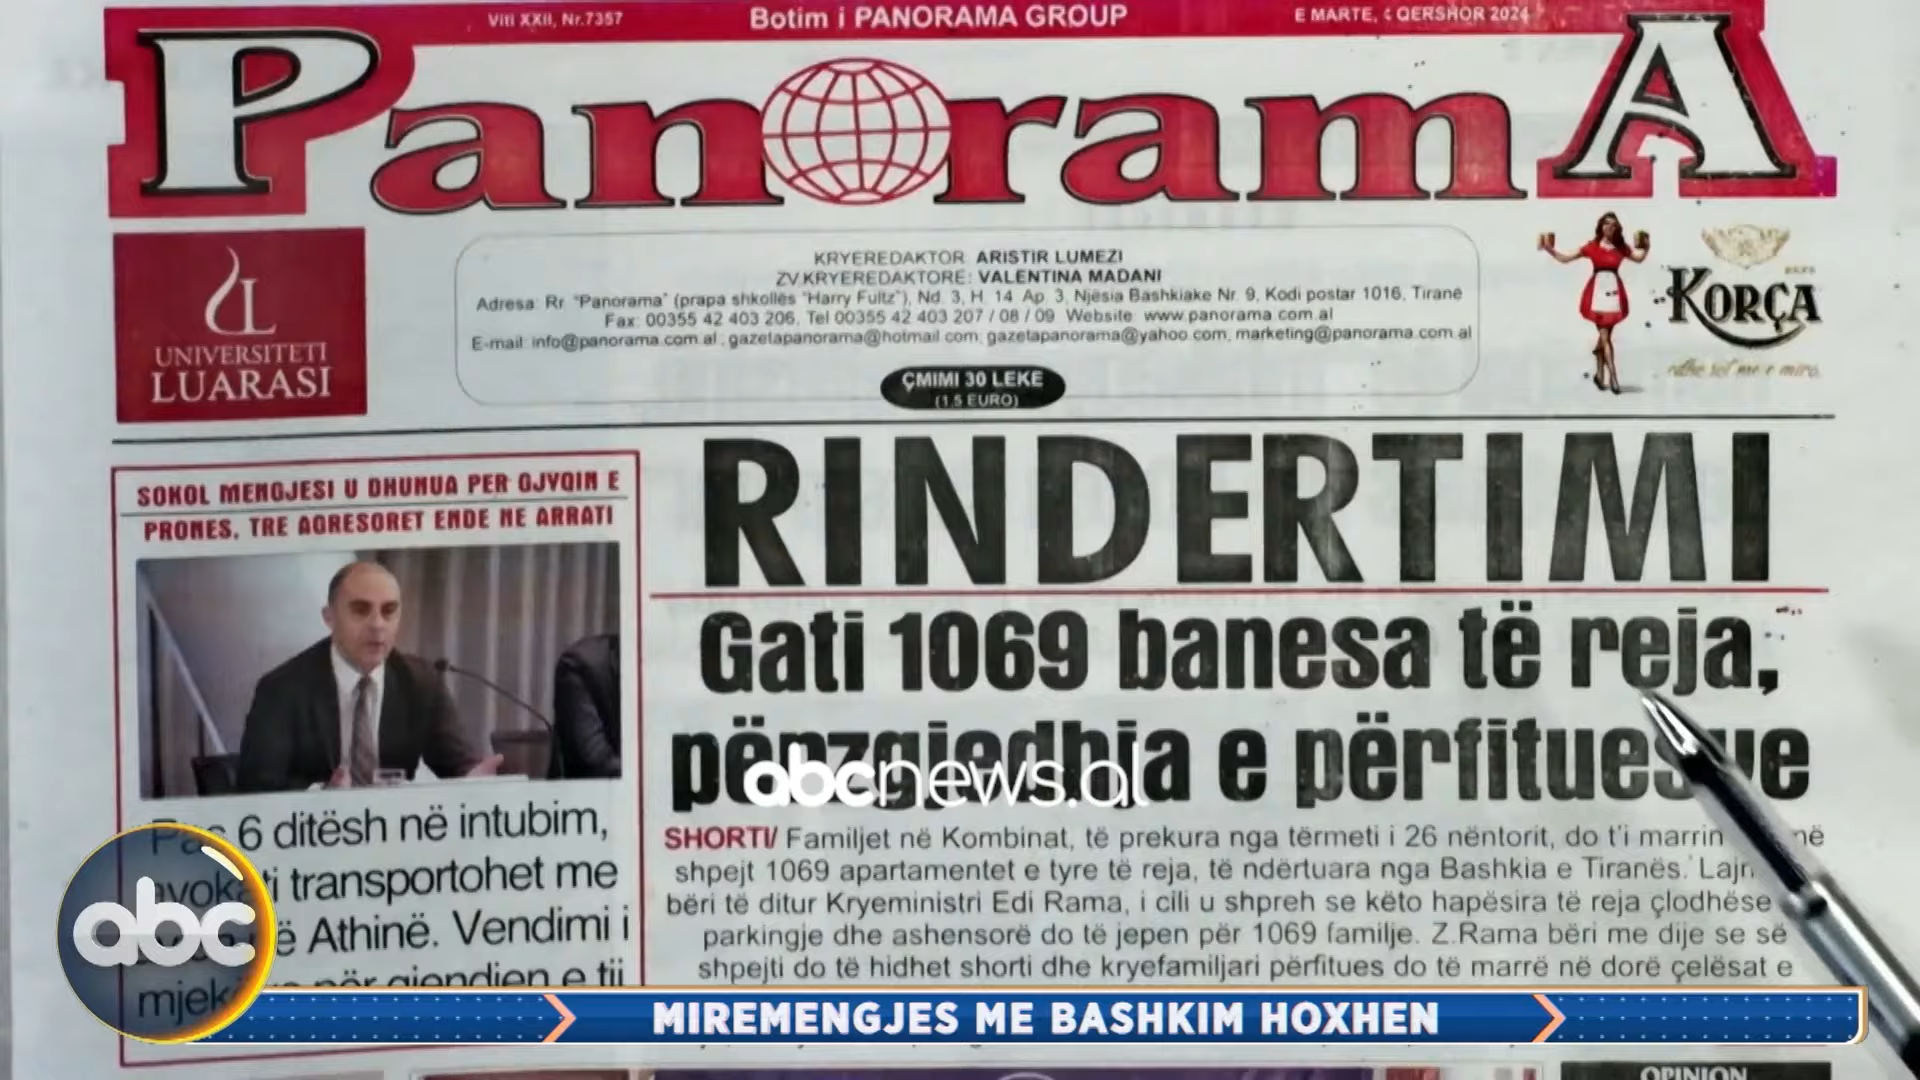 Viti XXII, Nr.7357
Botim i PANORAMA GROUP
E MARTE, 4 QERSHOR 2024
PanoramA
UNIVERSITETI
LUARASI
KRYEREDAKTOR: ARISTIR LUMEZI
ZV.KRYEREDAKTORE: VALENTINA MADANI
Adresa: Rr. "Panorama" (prapa shkollës "Harry Fultz"), Nd. 3, H. 14 Ap. 3, Njësia Bashkiake Nr. 9, Kodi postar 1016, Tiranë
Fax: 00355 42 403 206, Tel 00355 42 403 207 / 08 / 09 Website: www.panorama.com.al
E-mail: info@panorama.com.al; gazetapanorama@hotmail.com; gazetapanorama@yahoo.com; marketing@panorama.com.al
ÇMIMI 30 LEKE
(1.5 EURO)
KORÇA
SOKOL MENGJESI U DHUNUA PER GJYQIN E
PRONES, TRE AGRESORET ENDE NE ARRATI
6 ditësh në intubim,
transportohet me
Athinë. Vendimi i
për gjendjen e tij
RINDERTIMI
Gati 1069 banesa të reja,
përzgjedhja e përfituesve
SHORTI/ Familjet në Kombinat, të prekura nga tërmeti i 26 nëntorit, do t'i marrin
shpejt 1069 apartamentet e tyre të reja, të ndërtuara nga Bashkia e Tiranës.
bëri të ditur Kryeministri Edi Rama, i cili u shpreh se këto hapësira të reja çlodhëse
parkingje dhe ashensorë do të jepen për 1069 familje. Z.Rama bëri me dije se së
shpejti do të hidhet shorti dhe kryefamiljari përfitues do të marrë në dorë çelësat e
abcnews.al
abc
MIREMENGJES ME BASHKIM HOXHEN
OPINION